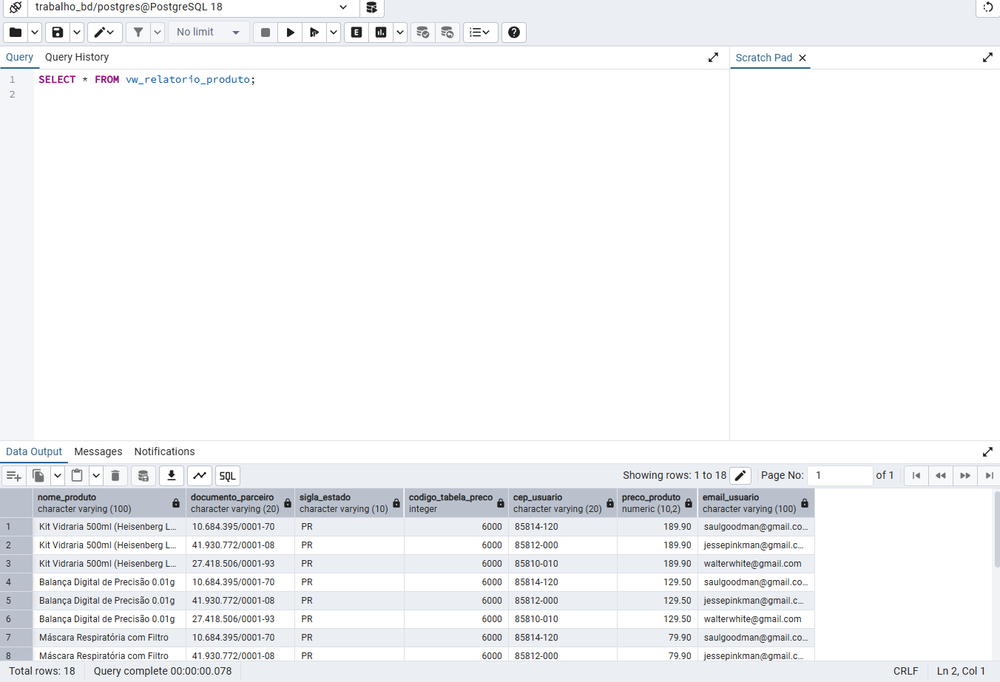 trabalho_bd/postgres@PostgreSQL 18
No limit
Query Query History
Scratch Pad
1 SELECT * FROM vw_relatorio_produto;
2
Data Output Messages Notifications
SQL Showing rows: 1 to 18 Page No: 1 of 1
nome_produto documento_parceiro sigla_estado codigo_tabela_preco cep_usuario preco_produto email_usuario
character varying (100) character varying (20) character varying (10) integer character varying (20) numeric (10,2) character varying (100)
1 Kit Vidraria 500ml (Heisenberg L... 10.684.395/0001-70 PR 6000 85814-120 189.90 saulgoodman@gmail.co...
2 Kit Vidraria 500ml (Heisenberg L... 41.930.772/0001-08 PR 6000 85812-000 189.90 jessepinkman@gmail.c...
3 Kit Vidraria 500ml (Heisenberg L... 27.418.506/0001-93 PR 6000 85810-010 189.90 walterwhite@gmail.com
4 Balança Digital de Precisão 0.01g 10.684.395/0001-70 PR 6000 85814-120 129.50 saulgoodman@gmail.co...
5 Balança Digital de Precisão 0.01g 41.930.772/0001-08 PR 6000 85812-000 129.50 jessepinkman@gmail.c...
6 Balança Digital de Precisão 0.01g 27.418.506/0001-93 PR 6000 85810-010 129.50 walterwhite@gmail.com
7 Máscara Respiratória com Filtro 10.684.395/0001-70 PR 6000 85814-120 79.90 saulgoodman@gmail.co...
8 Máscara Respiratória com Filtro 41.930.772/0001-08 PR 6000 85812-000 79.90 jessepinkman@gmail.c...
Total rows: 18 Query complete 00:00:00.078 CRLF Ln 2, Col 1